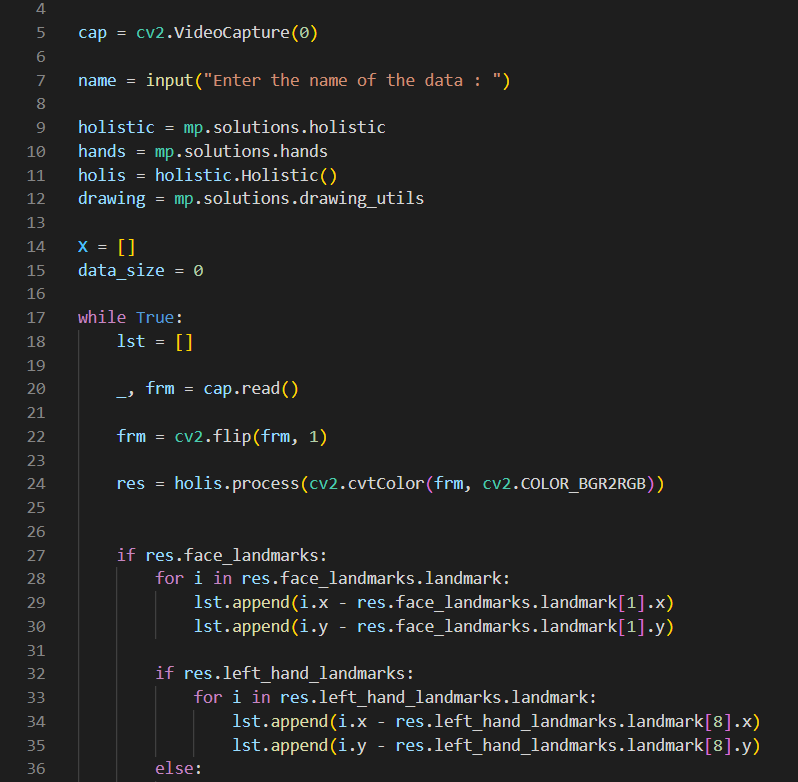 4
5 cap = cv2.VideoCapture(0)
6
7 name = input("Enter the name of the data : ")
8
9 holistic = mp.solutions.holistic
10 hands = mp.solutions.hands
11 holis = holistic.Holistic()
12 drawing = mp.solutions.drawing_utils
13
14 X = []
15 data_size = 0
16
17 while True:
18     lst = []
19
20     _, frm = cap.read()
21
22     frm = cv2.flip(frm, 1)
23
24     res = holis.process(cv2.cvtColor(frm, cv2.COLOR_BGR2RGB))
25
26
27     if res.face_landmarks:
28         for i in res.face_landmarks.landmark:
29             lst.append(i.x - res.face_landmarks.landmark[1].x)
30             lst.append(i.y - res.face_landmarks.landmark[1].y)
31
32         if res.left_hand_landmarks:
33             for i in res.left_hand_landmarks.landmark:
34                 lst.append(i.x - res.left_hand_landmarks.landmark[8].x)
35                 lst.append(i.y - res.left_hand_landmarks.landmark[8].y)
36         else: